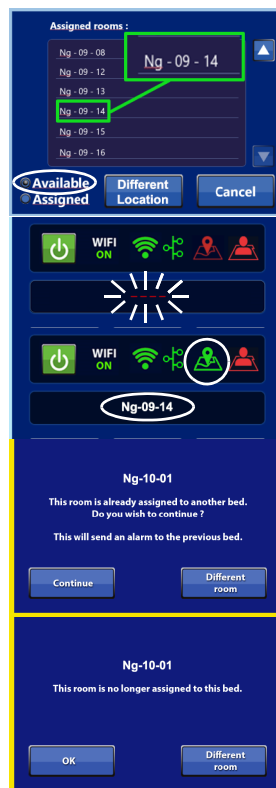 Assigned rooms :
Ng - 09 - 08
Ng - 09 - 14
Ng - 09 - 12
Ng - 09 - 13
Ng - 09 - 14
Ng - 09 - 15
Ng - 09 - 16
Available
Assigned
Different
Location
Cancel
WIFI
ON
-----
WIFI
ON
Ng-09-14
Ng-10-01
This room is already assigned to another bed.
Do you wish to continue ?
This will send an alarm to the previous bed.
Continue
Different
room
Ng-10-01
This room is no longer assigned to this bed.
OK
Different
room